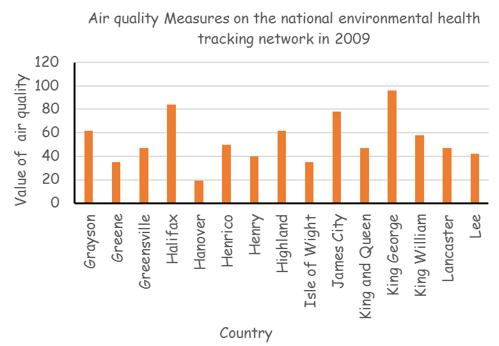 Air quality Measures on the national environmental health
tracking network in 2009
Value of  air quality
120
100
80
60
40
20
0
Grayson
Greene
Greensville
Halifax
Hanover
Henrico
Henry
Highland
Isle of Wight
James City
King and Queen
King George
King William
Lancaster
Lee
Country